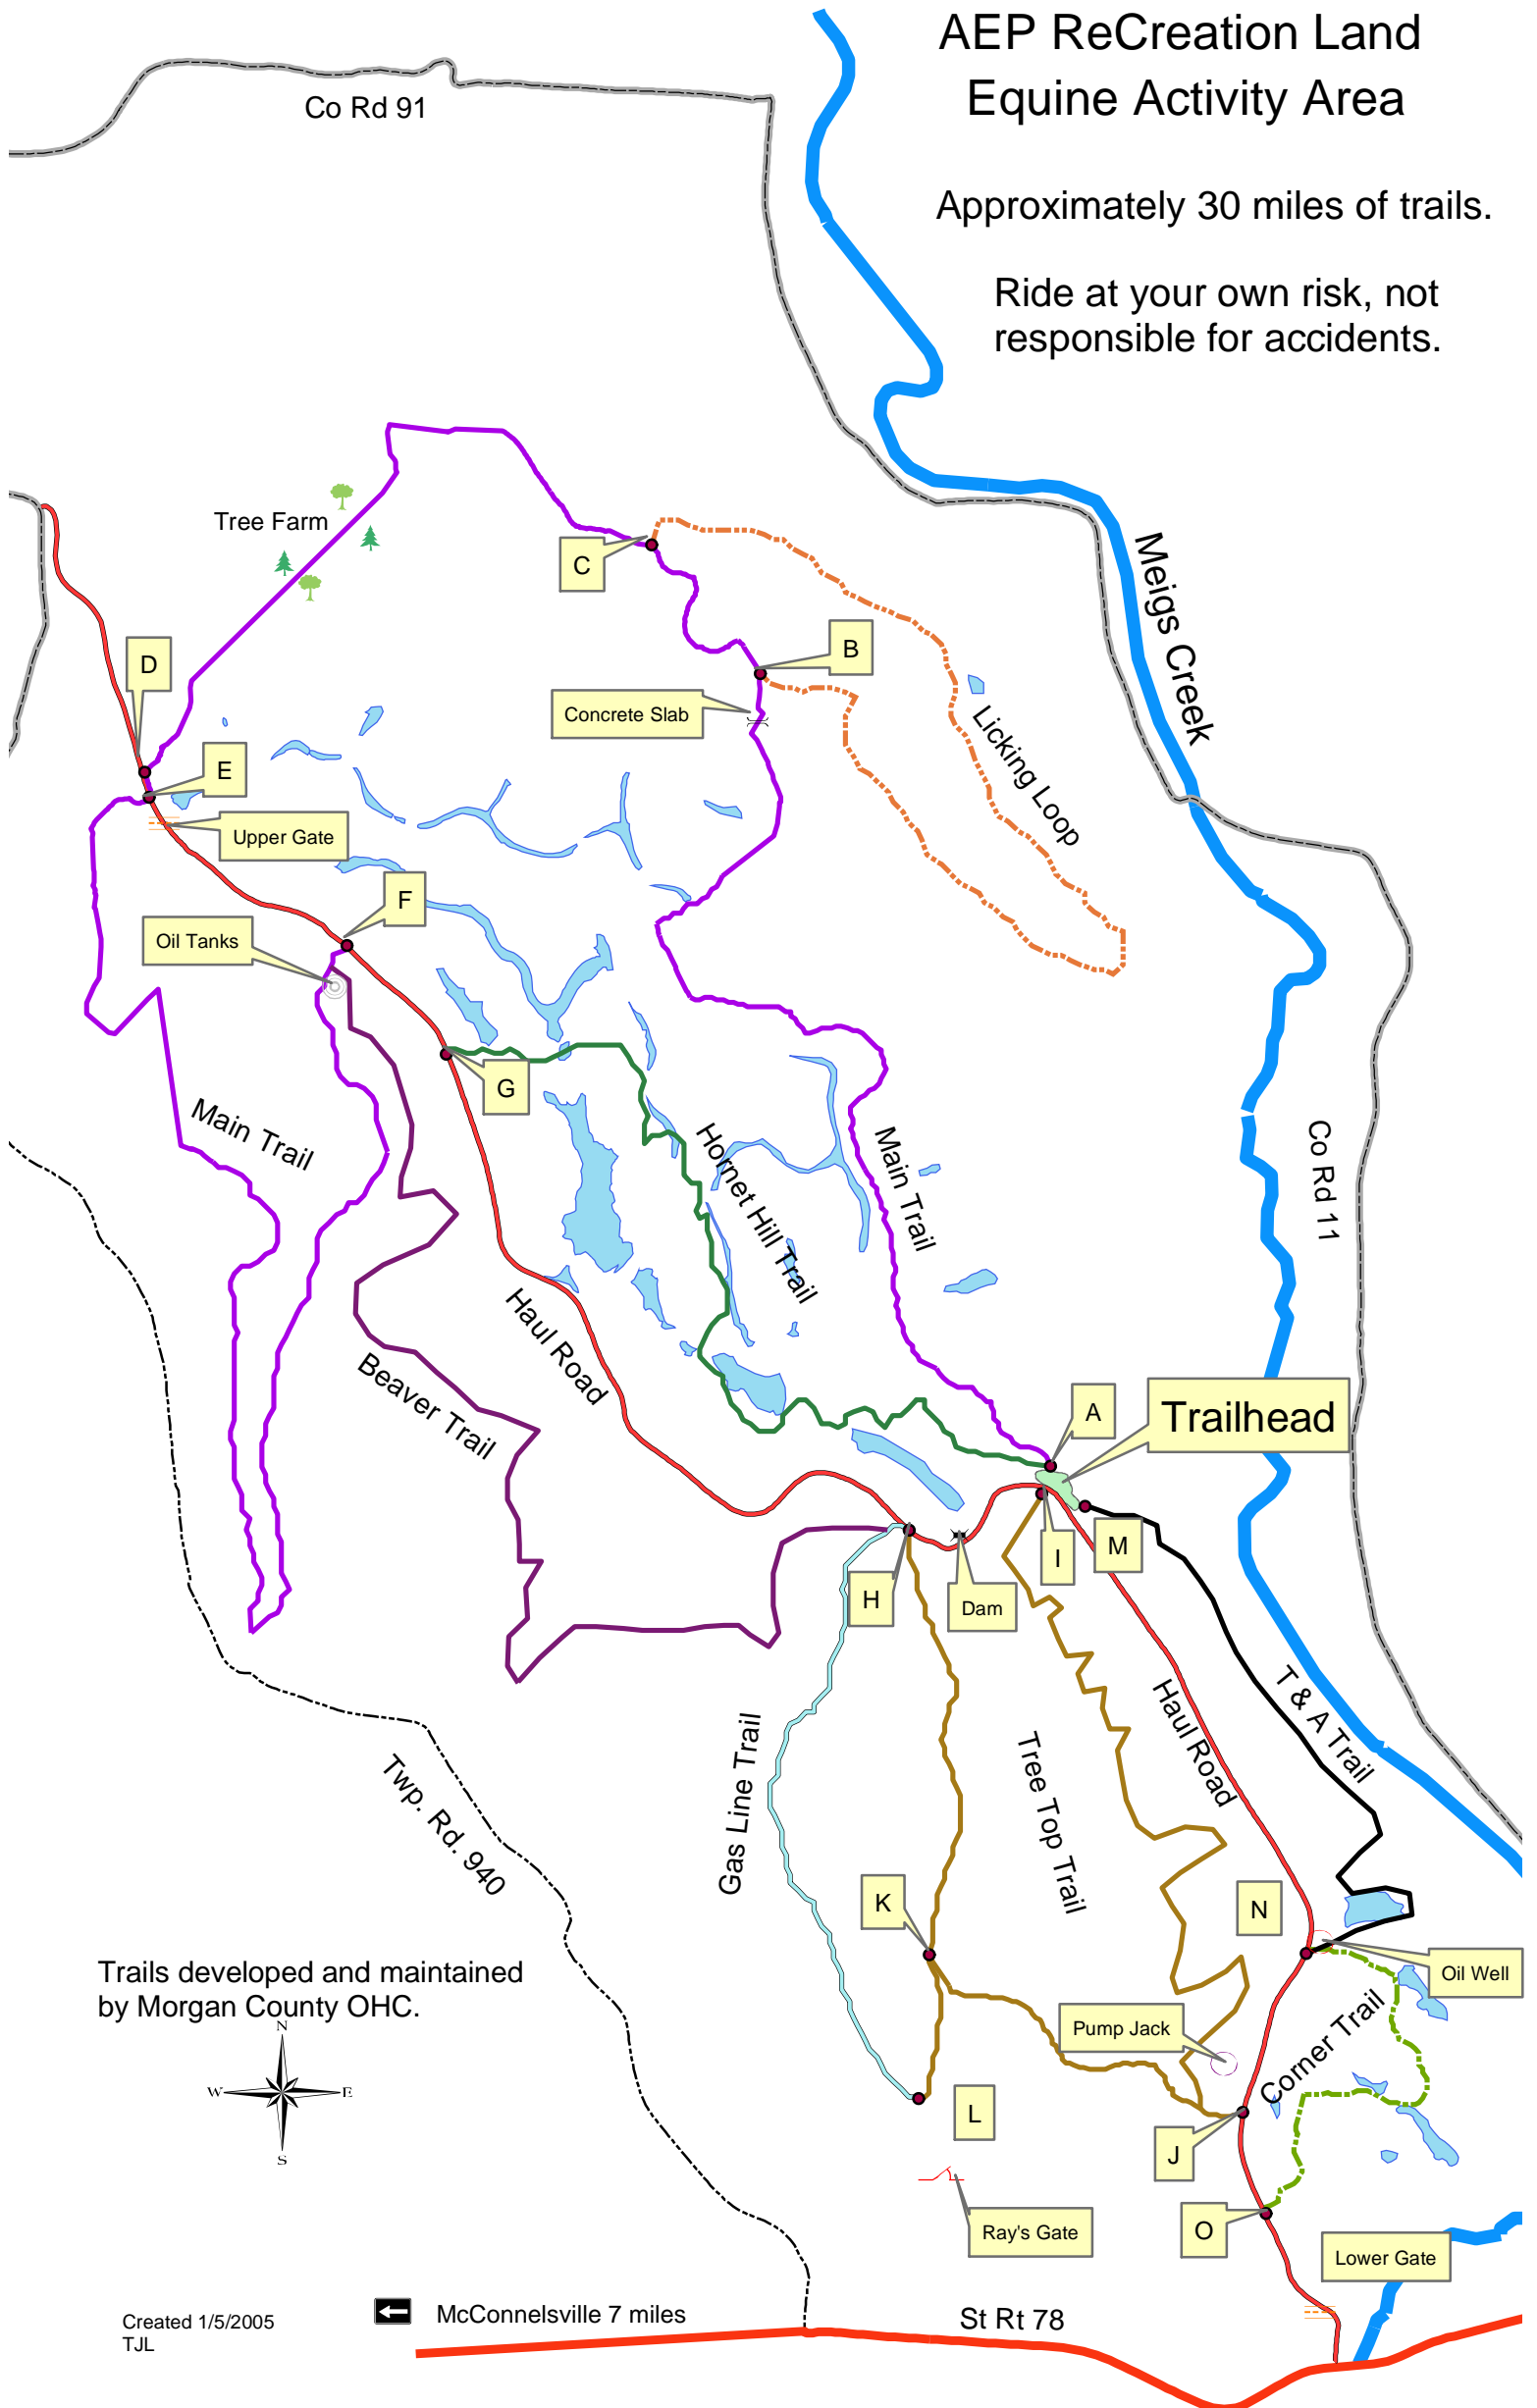 AEP ReCreation Land
Equine Activity Area
Co Rd 91
Approximately 30 miles of trails.
Ride at your own risk, not
responsible for accidents.
Tree Farm
C
Meigs Creek
B
D
Concrete Slab
Licking Loop
E
Upper Gate
F
Oil Tanks
G
Main Trail
Hornet Hill Trail
Main Trail
Co Rd 11
Haul Road
Beaver Trail
A
Trailhead
I
M
H
Dam
T & A Trail
Haul Road
Gas Line Trail
Tree Top Trail
Twp. Rd. 940
K
N
Oil Well
Trails developed and maintained
by Morgan County OHC.
N
W
E
S
Pump Jack
Corner Trail
L
J
O
Ray's Gate
Lower Gate
Created 1/5/2005
TJL
McConnelsville 7 miles
St Rt 78